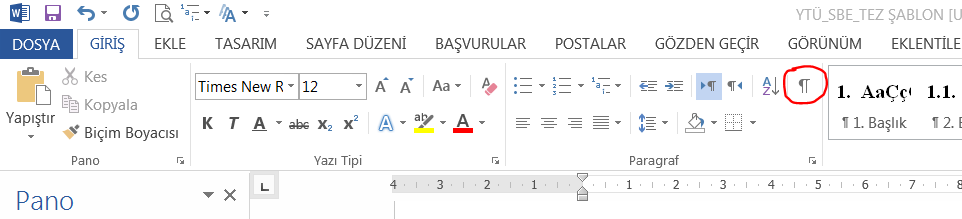 YTÜ_SBE_TEZ ŞABLON [U
DOSYA GİRİŞ EKLE TASARIM SAYFA DÜZENİ BAŞVURULAR POSTALAR GÖZDEN GEÇİR GÖRÜNÜM EKLENTİLE
Yapıştır
Kes
Kopyala
Biçim Boyacısı
Pano
Times New R 12 A A Aa
K T A abc x₂ x² A ab A
Yazı Tipi
A
Z
¶
Paragraf
1. AaÇç 1.1.
¶ 1. Başlık ¶ 2. B
Pano
4 3 2 1 1 2 3 4 5 6 7 8